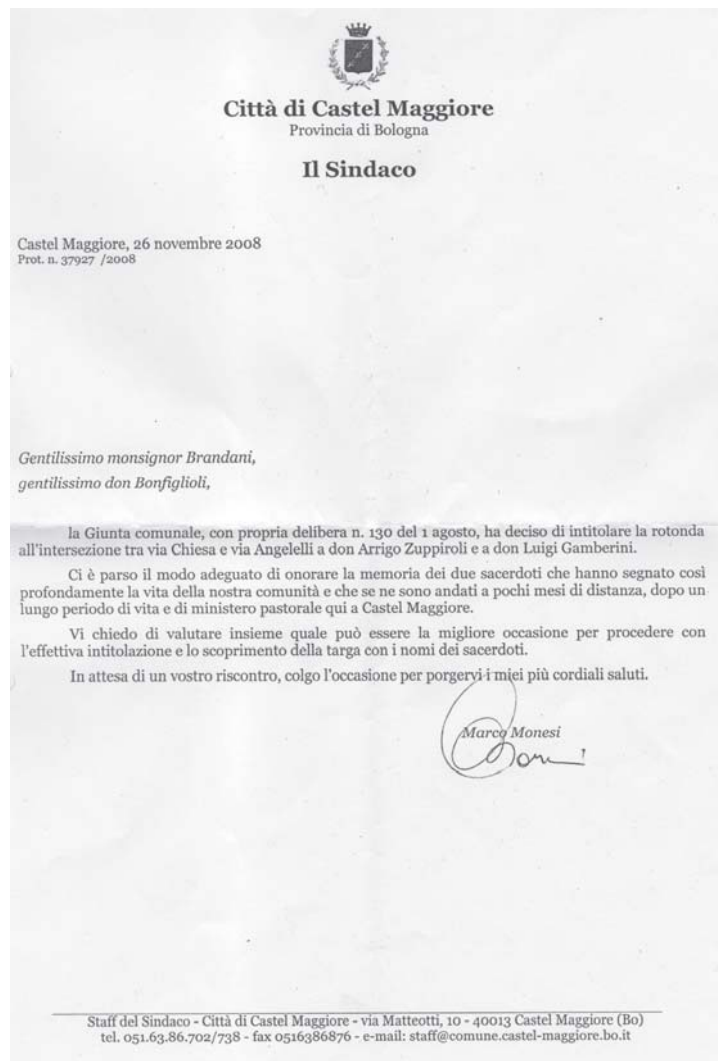 Città di Castel Maggiore
Provincia di Bologna
Il Sindaco
Castel Maggiore, 26 novembre 2008
Prot. n. 37927 /2008
Gentilissimo monsignor Brandani,
gentilissimo don Bonfiglioli,
la Giunta comunale, con propria delibera n. 130 del 1 agosto, ha deciso di intitolare la rotonda
all'intersezione tra via Chiesa e via Angelelli a don Arrigo Zuppiroli e a don Luigi Gamberini.
Ci è parso il modo adeguato di onorare la memoria dei due sacerdoti che hanno segnato così
profondamente la vita della nostra comunità e che se ne sono andati a pochi mesi di distanza, dopo un
lungo periodo di vita e di ministero pastorale qui a Castel Maggiore.
Vi chiedo di valutare insieme quale può essere la migliore occasione per procedere con
l'effettiva intitolazione e lo scoprimento della targa con i nomi dei sacerdoti.
In attesa di un vostro riscontro, colgo l'occasione per porgervi i miei più cordiali saluti.
Marco Monesi
Staff del Sindaco - Città di Castel Maggiore - via Matteotti, 10 - 40013 Castel Maggiore (Bo)
tel. 051.63.86.702/738 - fax 0516386876 - e-mail: staff@comune.castel-maggiore.bo.it